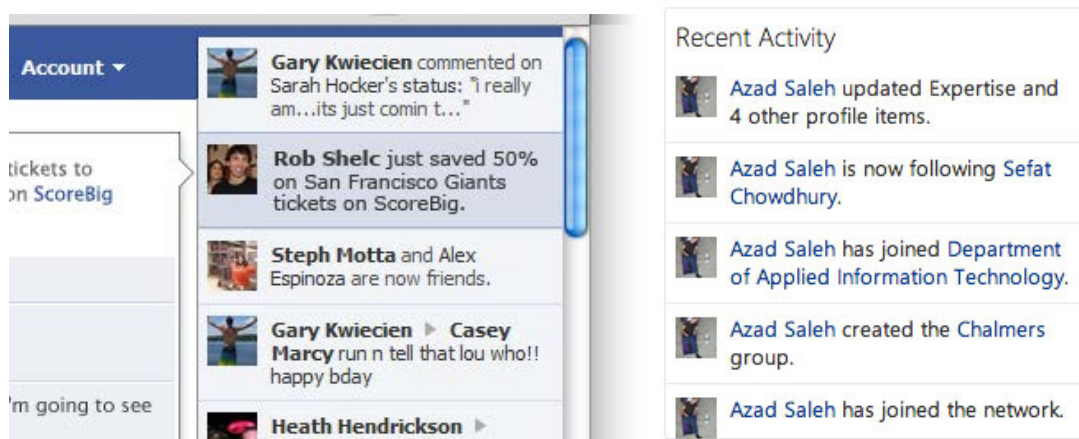 Account
tickets to
on ScoreBig
'm going to see
Gary Kwiecien commented on
Sarah Hocker's status: "i really
am...its just comin t..."
Rob Shelc just saved 50%
on San Francisco Giants
tickets on ScoreBig.
Steph Motta and Alex
Espinoza are now friends.
Gary Kwiecien ▶ Casey
Marcy run n tell that lou who!!
happy bday
Heath Hendrickson ▶
Recent Activity
Azad Saleh updated Expertise and
4 other profile items.
Azad Saleh is now following Sefat
Chowdhury.
Azad Saleh has joined Department
of Applied Information Technology.
Azad Saleh created the Chalmers
group.
Azad Saleh has joined the network.